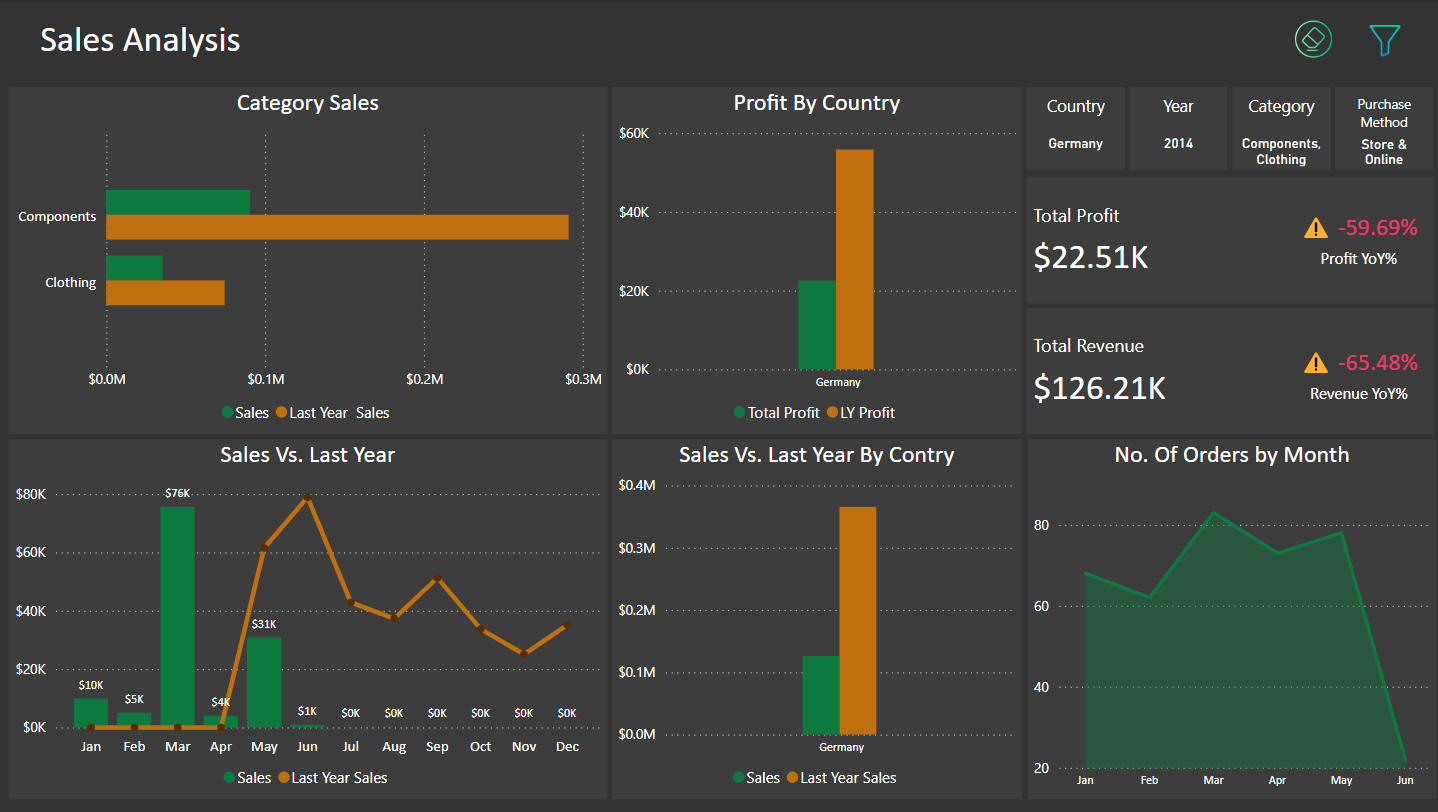 Sales Analysis
Category Sales
Components
Clothing
$0.0M $0.1M $0.2M $0.3M
Sales Last Year Sales
Profit By Country
$60K
$40K
$20K
$0K
Germany
Total Profit LY Profit
Country
Germany
Year
2014
Category
Components,
Clothing
Purchase
Method
Store &
Online
Total Profit
$22.51K
-59.69%
Profit YoY%
Total Revenue
$126.21K
-65.48%
Revenue YoY%
Sales Vs. Last Year
$80K
$60K
$40K
$20K
$0K
$10K $5K $76K $4K $31K $1K $0K $0K $0K $0K $0K $0K
Jan Feb Mar Apr May Jun Jul Aug Sep Oct Nov Dec
Sales Last Year Sales
Sales Vs. Last Year By Contry
$0.4M
$0.3M
$0.2M
$0.1M
$0.0M
Germany
Sales Last Year Sales
No. Of Orders by Month
80
60
40
20
Jan Feb Mar Apr May Jun